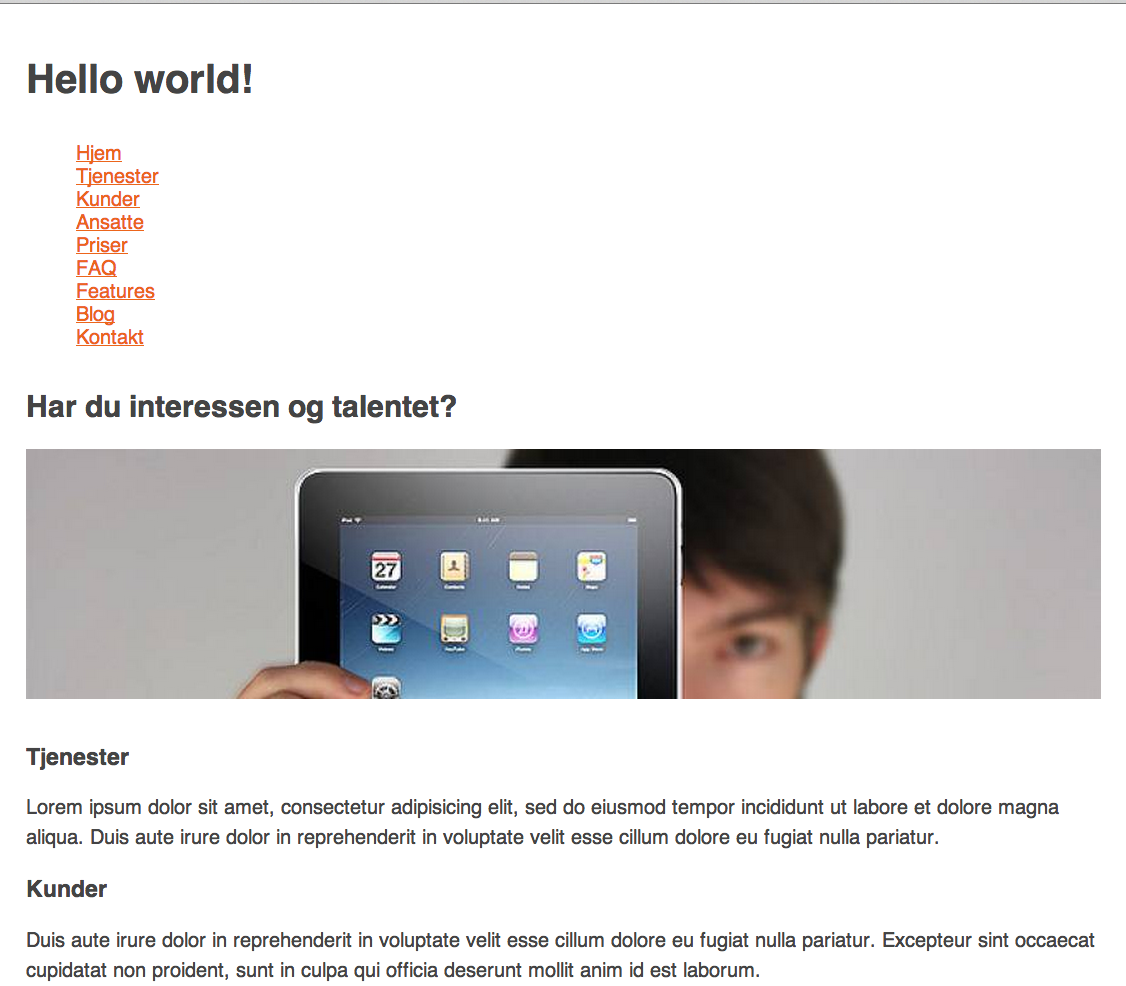 Hello world!
Hjem
Tjenester
Kunder
Ansatte
Priser
FAQ
Features
Blog
Kontakt
Har du interessen og talentet?
27
Tjenester
Lorem ipsum dolor sit amet, consectetur adipisicing elit, sed do eiusmod tempor incididunt ut labore et dolore magna
aliqua. Duis aute irure dolor in reprehenderit in voluptate velit esse cillum dolore eu fugiat nulla pariatur.
Kunder
Duis aute irure dolor in reprehenderit in voluptate velit esse cillum dolore eu fugiat nulla pariatur. Excepteur sint occaecat
cupidatat non proident, sunt in culpa qui officia deserunt mollit anim id est laborum.